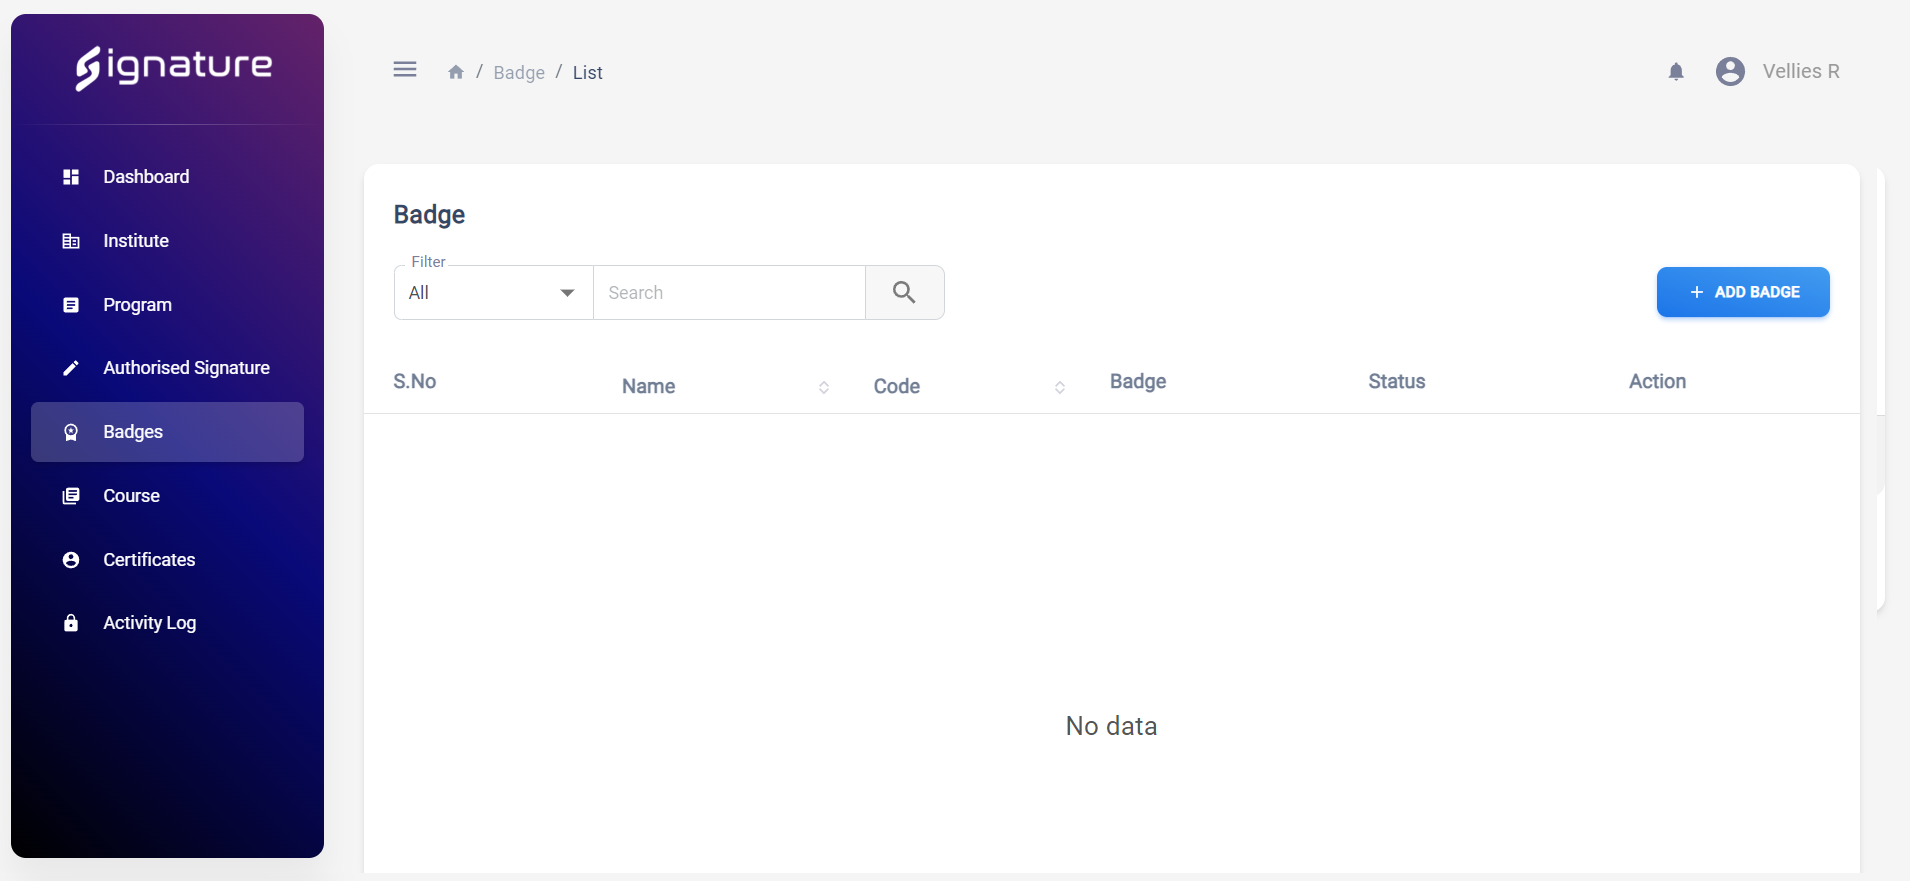 Signature
Dashboard
Institute
Program
Authorised Signature
Badges
Course
Certificates
Activity Log
/ Badge / List
Vellies R
Badge
Filter
All
Search
+ ADD BADGE
S.No Name Code Badge Status Action
No data